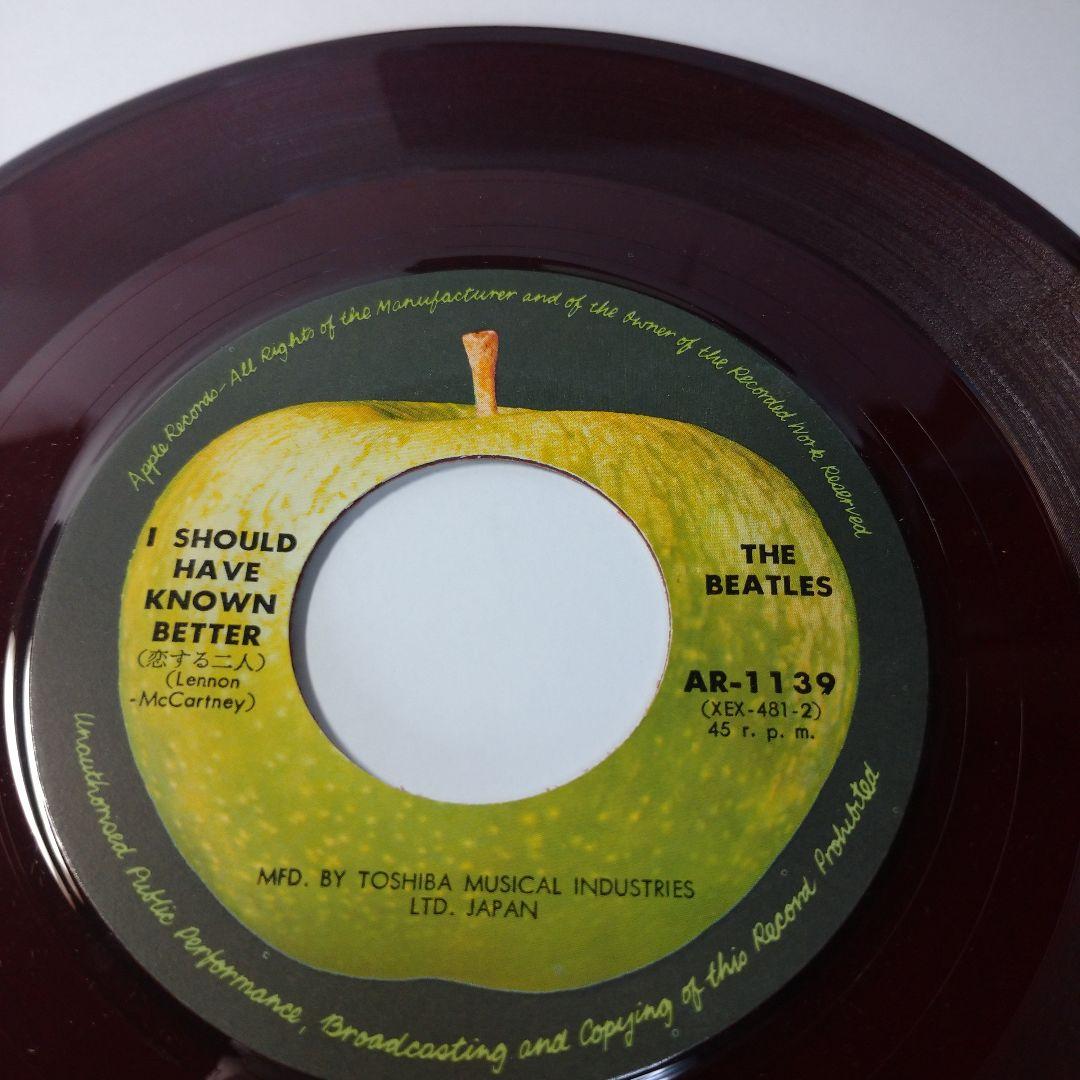 Apple Records-All Rights of the Manufacturer and of the Owner of the Recorded Work Reserved
I SHOULD
HAVE
KNOWN
BETTER
(恋する二人)
(Lennon
-McCartney)
THE
BEATLES
AR-1139
(XEX-481-2)
45 r. p. m.
MFD. BY TOSHIBA MUSICAL INDUSTRIES
LTD. JAPAN
Unauthorised Public Performance, Broadcasting and Copying of this Record Prohibited